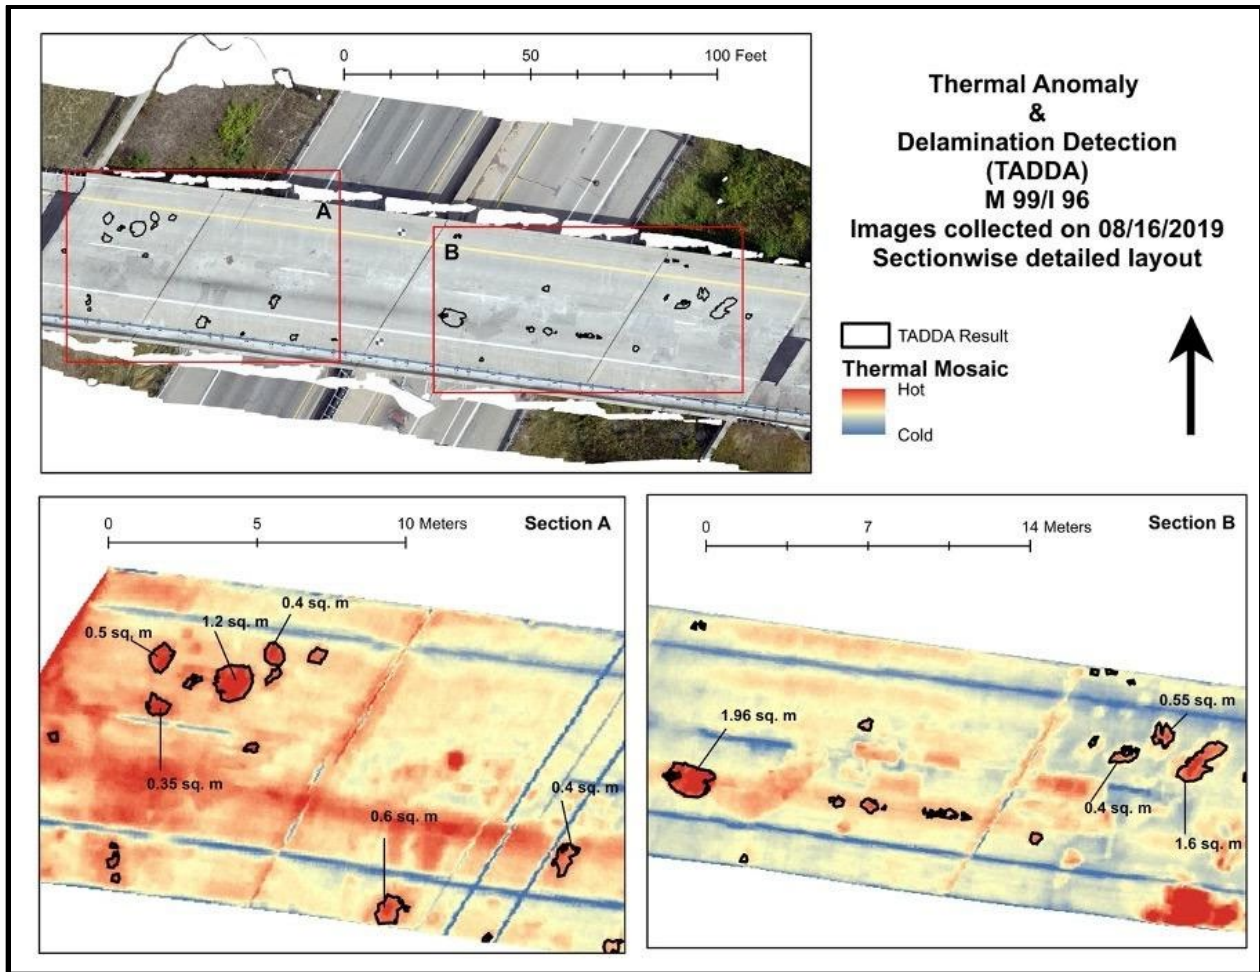 0 50 100 Feet
A
B
Thermal Anomaly
&
Delamination Detection
(TADDA)
M 99/I 96
Images collected on 08/16/2019
Sectionwise detailed layout
TADDA Result
Thermal Mosaic
Hot
Cold
0 5 10 Meters
Section A
0.4 sq. m
1.2 sq. m
0.5 sq. m
0.35 sq. m
0.4 sq. m
0.6 sq. m
0 7 14 Meters
Section B
0.55 sq. m
1.96 sq. m
0.4 sq. m
1.6 sq. m